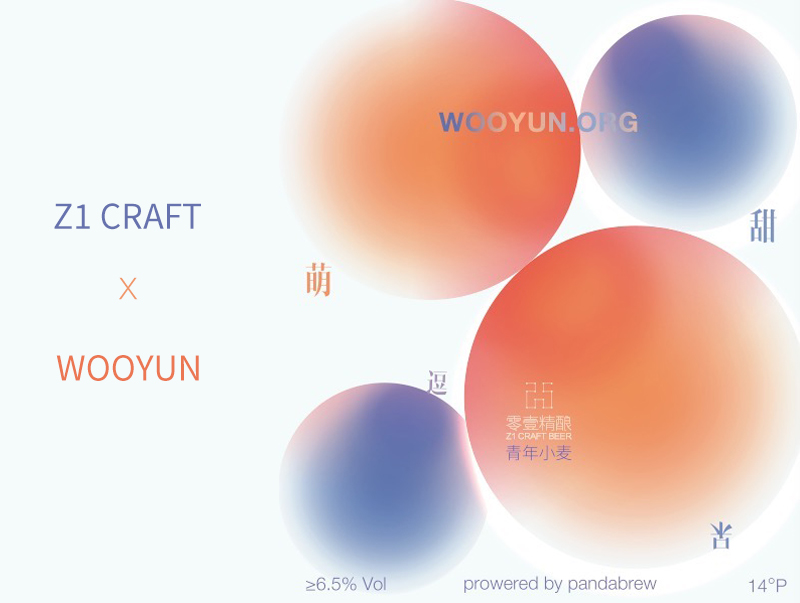 Z1 CRAFT
X
WOOYUN
WOOYUN.ORG
甜
萌
逗
零壹精酿
Z1 CRAFT BEER
青年小麦
≥6.5% Vol
prowered by pandabrew
14°P